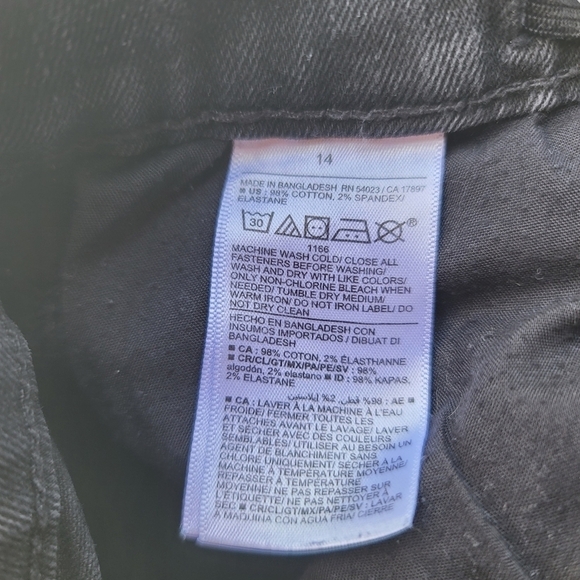 14
MADE IN BANGLADESH RN 54023 / CA 17897
■ US : 98% COTTON, 2% SPANDEX/
ELASTANE
30
®
1166
MACHINE WASH COLD/ CLOSE ALL
FASTENERS BEFORE WASHING/
WASH AND DRY WITH LIKE COLORS/
ONLY NON-CHLORINE BLEACH WHEN
NEEDED/ TUMBLE DRY MEDIUM/
WARM IRON/ DO NOT IRON LABEL/ DO
NOT DRY CLEAN
HECHO EN BANGLADESH CON
INSUMOS IMPORTADOS / DIBUAT DI
BANGLADESH
■ CA : 98% COTON, 2% ÉLASTHANNE
■ CR/CL/GT/MX/PA/PE/SV : 98%
algodón, 2% elastano ■ ID : 98% KAPAS,
2% ELASTANE
■ AE : 98% قطن, 2% ايلاستين
■ CA : LAVER À LA MACHINE À L'EAU
FROIDE/ FERMER TOUTES LES
ATTACHES AVANT LE LAVAGE/ LAVER
ET SÉCHER AVEC DES COULEURS
SEMBLABLES/ UTILISER AU BESOIN UN
AGENT DE BLANCHIMENT SANS
CHLORE UNIQUEMENT/ SÉCHER À LA
MACHINE À TEMPÉRATURE MOYENNE/
REPASSER À TEMPÉRATURE
MOYENNE/ NE PAS REPASSER SUR
L'ÉTIQUETTE/ NE PAS NETTOYER À
SEC ■ CR/CL/GT/MX/PA/PE/SV : LAVAR
A MAQUINA CON AGUA FRIA/ CIERRE